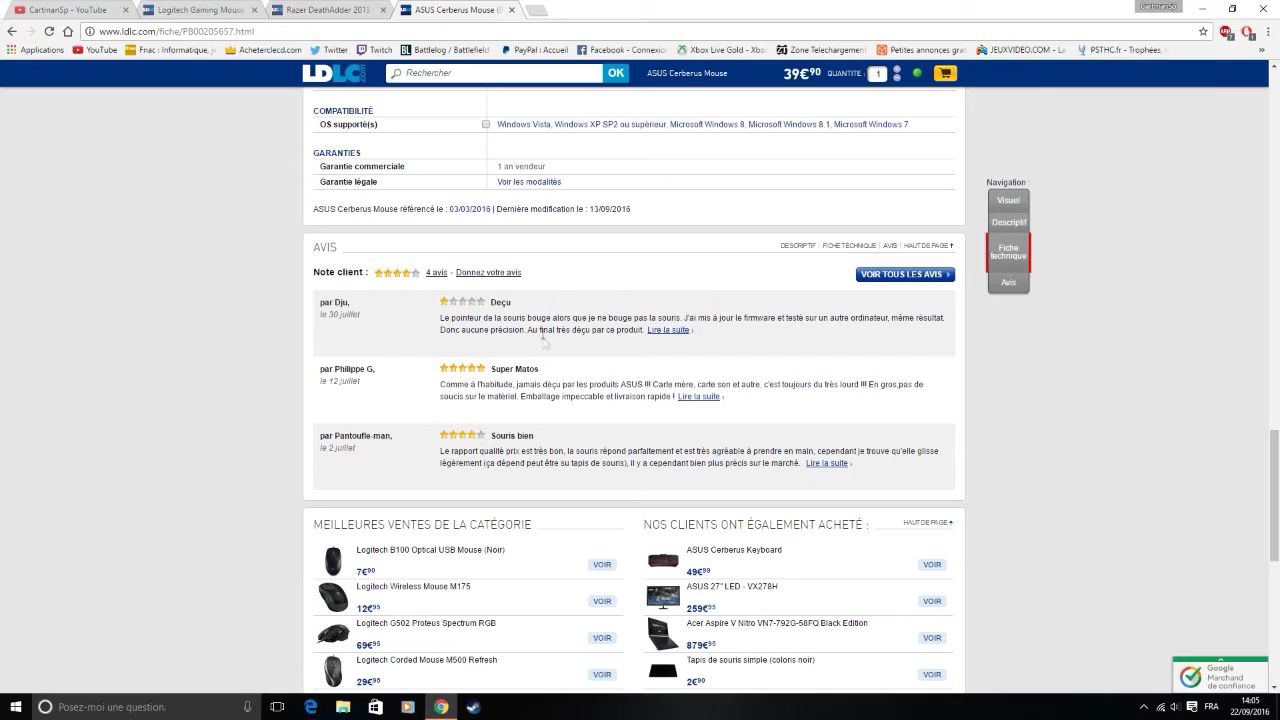 CartmanSp - YouTube
Logitech Gaming Mouse
Razer DeathAdder 2013
ASUS Cerberus Mouse (S
CartmanSp
www.ldlc.com/fiche/PB00205657.html
Applications
YouTube
Fnac : Informatique, je
Acheterclecd.com
Twitter
Twitch
Battlelog / Battlefield
PayPal : Accueil
Facebook - Connexion
Xbox Live Gold - Xbox
Zone Telechargement
Petites annonces grat
JEUXVIDEO.COM - La
PSTHC.fr - Trophées, G
LDLC
Rechercher
OK
ASUS Cerberus Mouse
39€90
QUANTITE :
1
COMPATIBILITÉ
OS supporté(s)
Windows Vista, Windows XP SP2 ou supérieur, Microsoft Windows 8, Microsoft Windows 8.1, Microsoft Windows 7
GARANTIES
Garantie commerciale
1 an vendeur
Garantie légale
Voir les modalités
ASUS Cerberus Mouse référencé le : 03/03/2016 | Dernière modification le : 13/09/2016
Navigation :
Visuel
Descriptif
Fiche
technique
Avis
AVIS
DESCRIPTIF | FICHE TECHNIQUE | AVIS | HAUT DE PAGE
Note client :
4 avis - Donnez votre avis
VOIR TOUS LES AVIS
par Dju,
le 30 juillet
Deçu
Le pointeur de la souris bouge alors que je ne bouge pas la souris. J'ai mis à jour le firmware et testé sur un autre ordinateur, même résultat.
Donc aucune précision. Au final très déçu par ce produit. Lire la suite ›
par Philippe G,
le 12 juillet
Super Matos
Comme à l'habitude, jamais déçu par les produits ASUS !!! Carte mère, carte son et autre, c'est toujours du très lourd !!! En gros,pas de
soucis sur le matériel. Emballage impeccable et livraison rapide ! Lire la suite ›
par Pantoufle-man,
le 2 juillet
Souris bien
Le rapport qualité prix est très bon, la souris répond parfaitement et est très agréable à prendre en main, cependant je trouve qu'elle glisse
légèrement (ça dépend peut être su tapis de souris), il y a cependant bien plus précis sur le marché. Lire la suite ›
MEILLEURES VENTES DE LA CATÉGORIE
Logitech B100 Optical USB Mouse (Noir)
7€90
VOIR
Logitech Wireless Mouse M175
12€95
VOIR
Logitech G502 Proteus Spectrum RGB
69€95
VOIR
Logitech Corded Mouse M500 Refresh
29€95
VOIR
NOS CLIENTS ONT ÉGALEMENT ACHETÉ :
HAUT DE PAGE
ASUS Cerberus Keyboard
49€99
VOIR
ASUS 27" LED - VX278H
259€95
VOIR
Acer Aspire V Nitro VN7-792G-58FQ Black Edition
879€95
VOIR
Tapis de souris simple (coloris noir)
2€90
VOIR
Google
Marchand
de confiance
Posez-moi une question.
FRA
14:05
22/09/2016